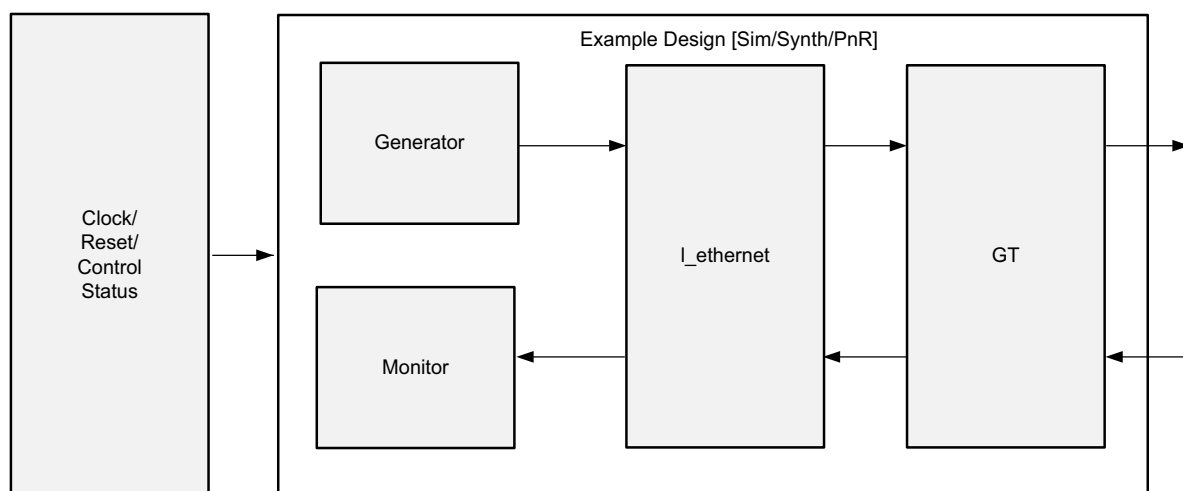 Example Design [Sim/Synth/PnR]
Generator
Clock/
Reset/
Control
Status
l_ethernet
GT
Monitor